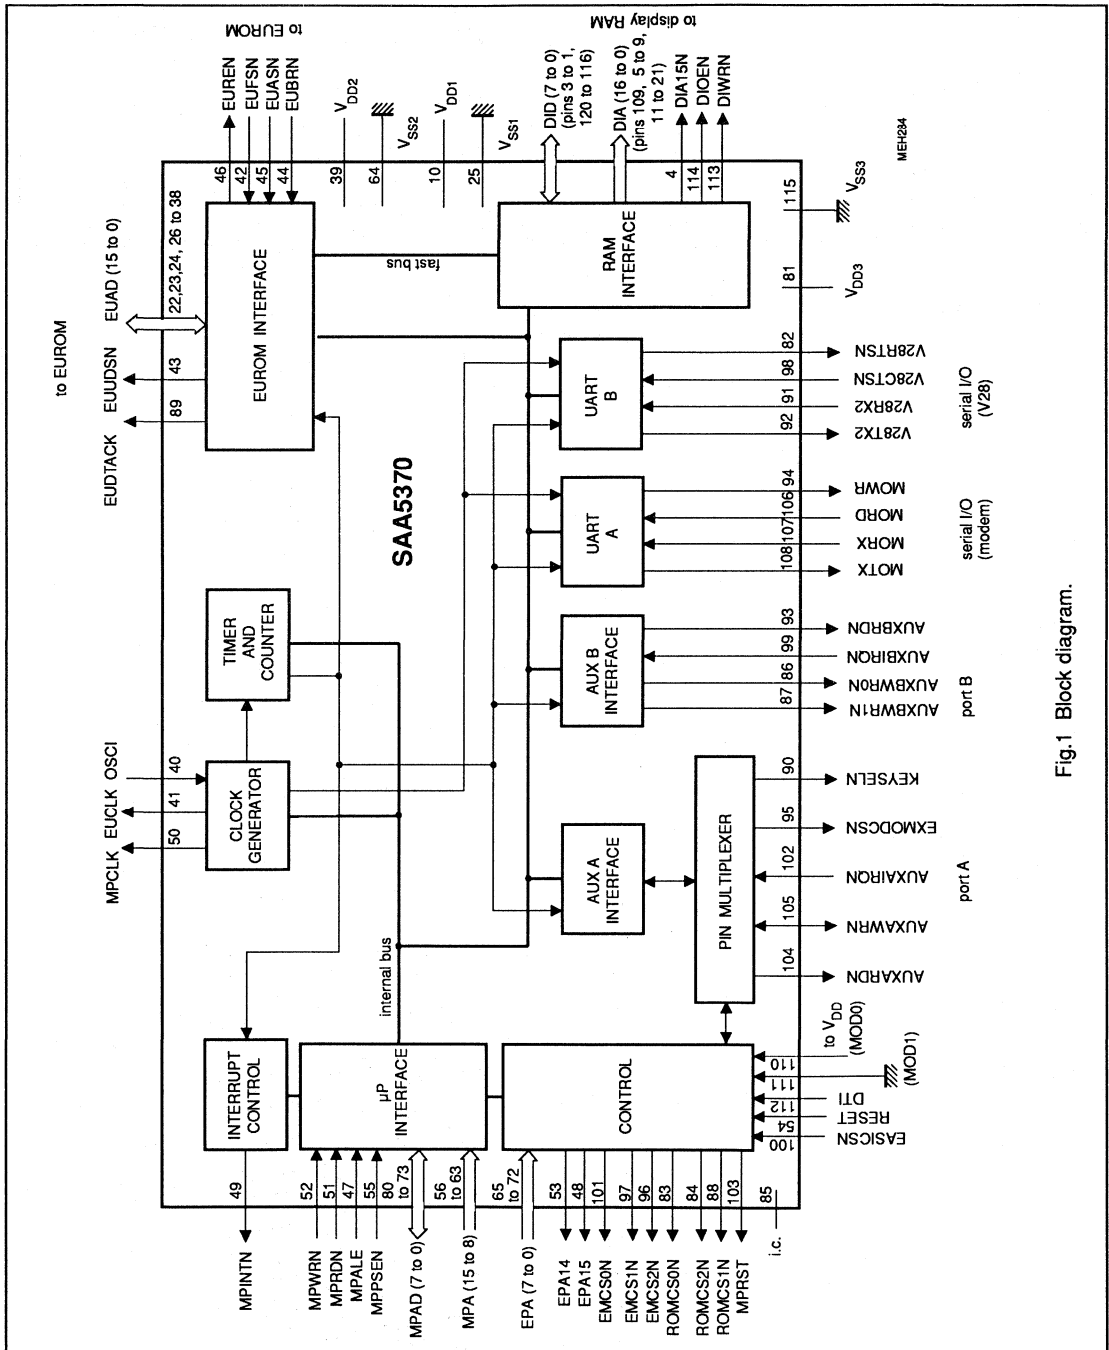 to EUROM
EUREN
EUFSN
EUASN
EUBRN
46
42
45
44
VDD2
VSS2
VDD1
VSS1
39
64
10
25
to display RAM
DID (7 to 0)
(pins 3 to 1,
120 to 116)
DIA (16 to 0)
(pins 109, 5 to 9,
11 to 21)
DIA15N
DIOEN
DIWRN
4
114
113
MEH284
115
VSS3
81
VDD3
to EUROM
EUAD (15 to 0)
22,23,24, 26 to 38
EUUDSN
43
EUDTACK
89
EUROM INTERFACE
fast bus
RAM
INTERFACE
SAA5370
UART
B
82
98
91
92
V28RTSN
V28CTSN
V28RX2
V28TX2
serial I/O
(V28)
UART
A
94
106
107
108
MOWR
MORD
MORX
MOTX
serial I/O
(modem)
TIMER
AND
COUNTER
AUX B
INTERFACE
93
99
86
87
AUXBRDN
AUXBIRQN
AUXBWR0N
AUXBWR1N
port B
OSCI
EUCLK
MPCLK
40
41
50
CLOCK
GENERATOR
AUX A
INTERFACE
PIN MULTIPLEXER
90
95
102
105
104
KEYSELN
EXMODCSN
AUXAIRQN
AUXAWRN
AUXARDN
port A
internal bus
INTERRUPT
CONTROL
µP
INTERFACE
CONTROL
110
111
112
54
100
to VDD
(MOD0)
(MOD1)
DTI
RESET
EASICSN
49
52
51
47
55
80
to 73
56
to 63
65
to 72
53
48
101
97
96
83
84
88
103
85
MPINTN
MPWRN
MPRDN
MPALE
MPPSEN
MPAD (7 to 0)
MPA (15 to 8)
EPA (7 to 0)
EPA14
EPA15
EMCS0N
EMCS1N
EMCS2N
ROMCS0N
ROMCS2N
ROMCS1N
MPRST
i.c.
Fig.1 Block diagram.